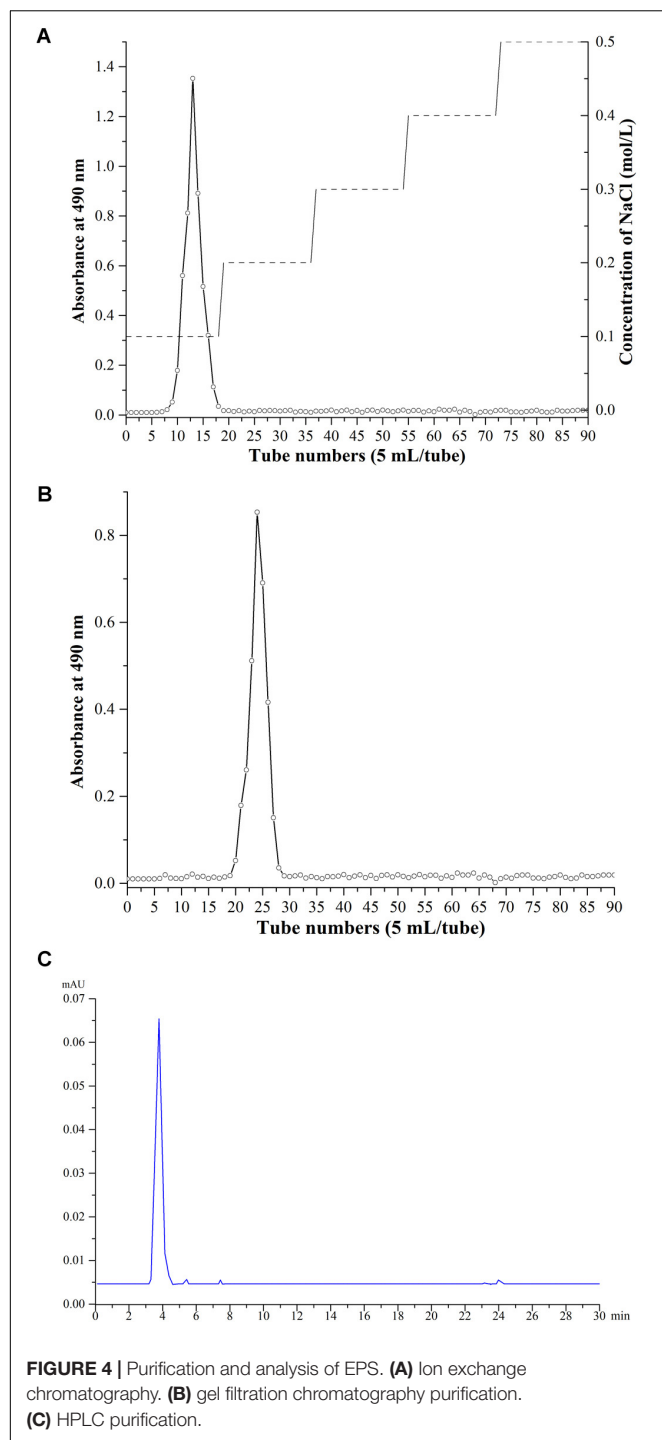 A
1.4
1.2
1.0
0.8
0.6
0.4
0.2
0.0
Absorbance at 490 nm
0.5
0.4
0.3
0.2
0.1
0.0
Concentration of NaCl (mol/L)
0 5 10 15 20 25 30 35 40 45 50 55 60 65 70 75 80 85 90
Tube numbers (5 mL/tube)
B
0.8
0.6
0.4
0.2
0.0
Absorbance at 490 nm
0 5 10 15 20 25 30 35 40 45 50 55 60 65 70 75 80 85 90
Tube numbers (5 mL/tube)
C
mAU
0.07
0.06
0.05
0.04
0.03
0.02
0.01
0.00
0 2 4 6 8 10 12 14 16 18 20 22 24 26 28 30 min
FIGURE 4 | Purification and analysis of EPS. (A) Ion exchange
chromatography. (B) gel filtration chromatography purification.
(C) HPLC purification.